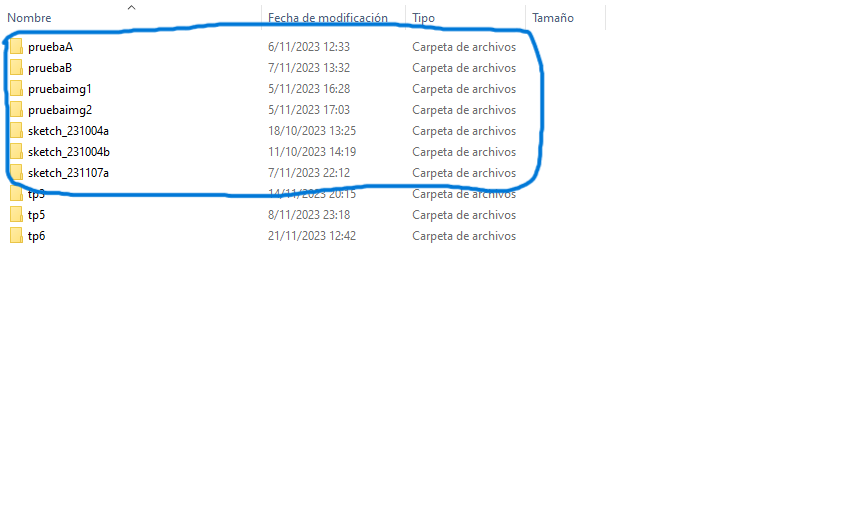 Nombre Fecha de modificación Tipo Tamaño
pruebaA 6/11/2023 12:33 Carpeta de archivos
pruebaB 7/11/2023 13:32 Carpeta de archivos
pruebaimg1 5/11/2023 16:28 Carpeta de archivos
pruebaimg2 5/11/2023 17:03 Carpeta de archivos
sketch_231004a 18/10/2023 13:25 Carpeta de archivos
sketch_231004b 11/10/2023 14:19 Carpeta de archivos
sketch_231107a 7/11/2023 22:12 Carpeta de archivos
tp3 14/11/2023 20:15 Carpeta de archivos
tp5 8/11/2023 23:18 Carpeta de archivos
tp6 21/11/2023 12:42 Carpeta de archivos